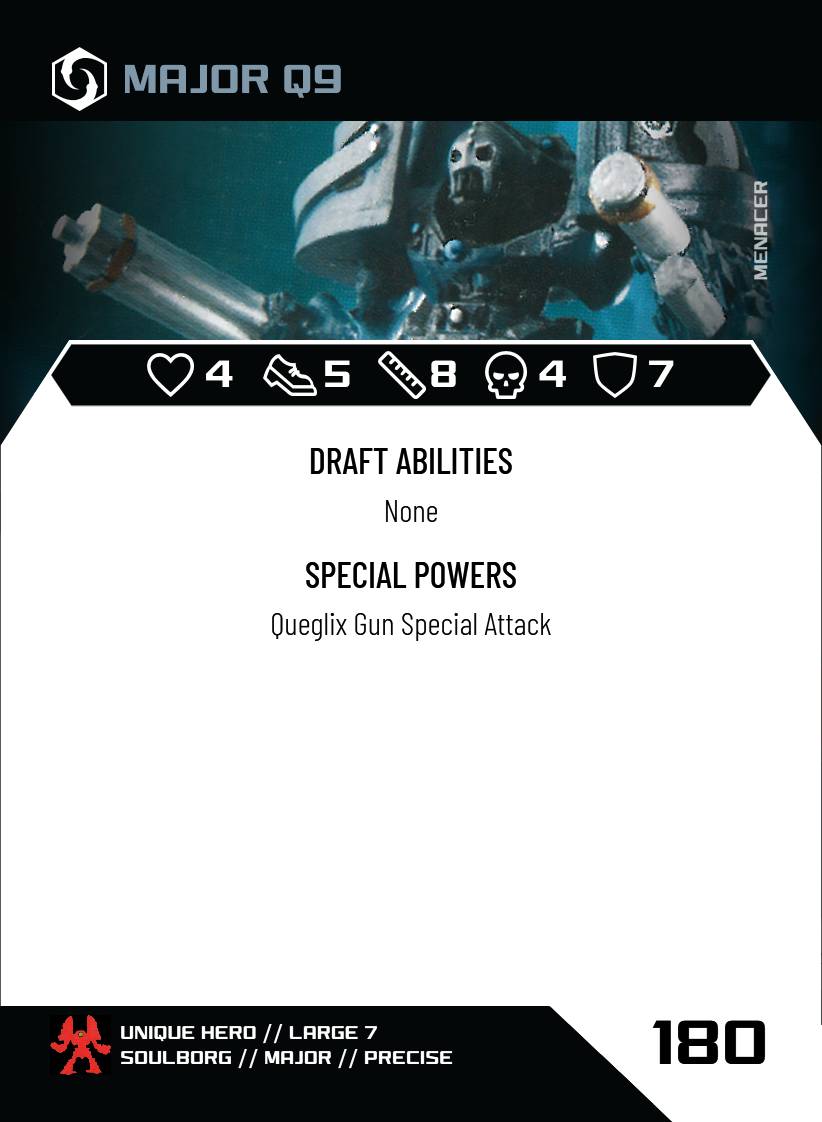 MAJOR Q9
MENACER
4 5 8 4 7
DRAFT ABILITIES
None
SPECIAL POWERS
Queglix Gun Special Attack
UNIQUE HERO // LARGE 7
SOULBORG // MAJOR // PRECISE
180